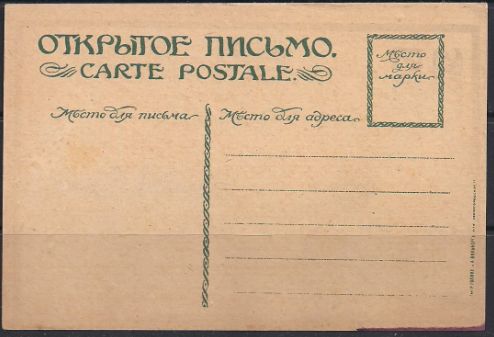 ОТКРЫТОЕ ПИСЬМО.
CARTE POSTALE.
Мѣсто
для
марки
Мѣсто для письма
Мѣсто для адреса.